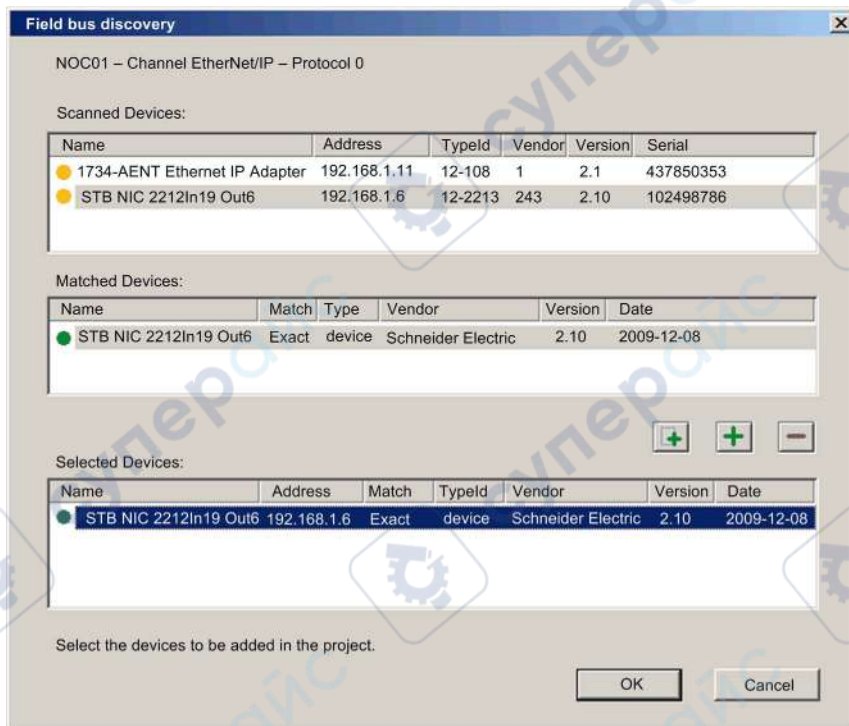 Field bus discovery
NOC01 – Channel EtherNet/IP – Protocol 0
Scanned Devices:
Name Address TypeId Vendor Version Serial
1734-AENT Ethernet IP Adapter 192.168.1.11 12-108 1 2.1 437850353
STB NIC 2212In19 Out6 192.168.1.6 12-2213 243 2.10 102498786
Matched Devices:
Name Match Type Vendor Version Date
STB NIC 2212In19 Out6 Exact device Schneider Electric 2.10 2009-12-08
Selected Devices:
Name Address Match TypeId Vendor Version Date
STB NIC 2212In19 Out6 192.168.1.6 Exact device Schneider Electric 2.10 2009-12-08
Select the devices to be added in the project.
OK Cancel
суперайс